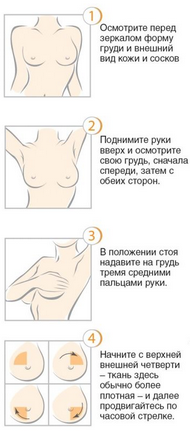 1
Осмотрите перед
зеркалом форму
груди и внешний
вид кожи и сосков
2
Поднимите руки
вверх и осмотрите
свою грудь, сначала
спереди, затем с
обеих сторон.
3
В положении стоя
надавите на грудь
тремя средними
пальцами руки.
4
Начните с верхней
внешней четверти
– ткань здесь
обычно более
плотная – и далее
продвигайтесь по
часовой стрелке.